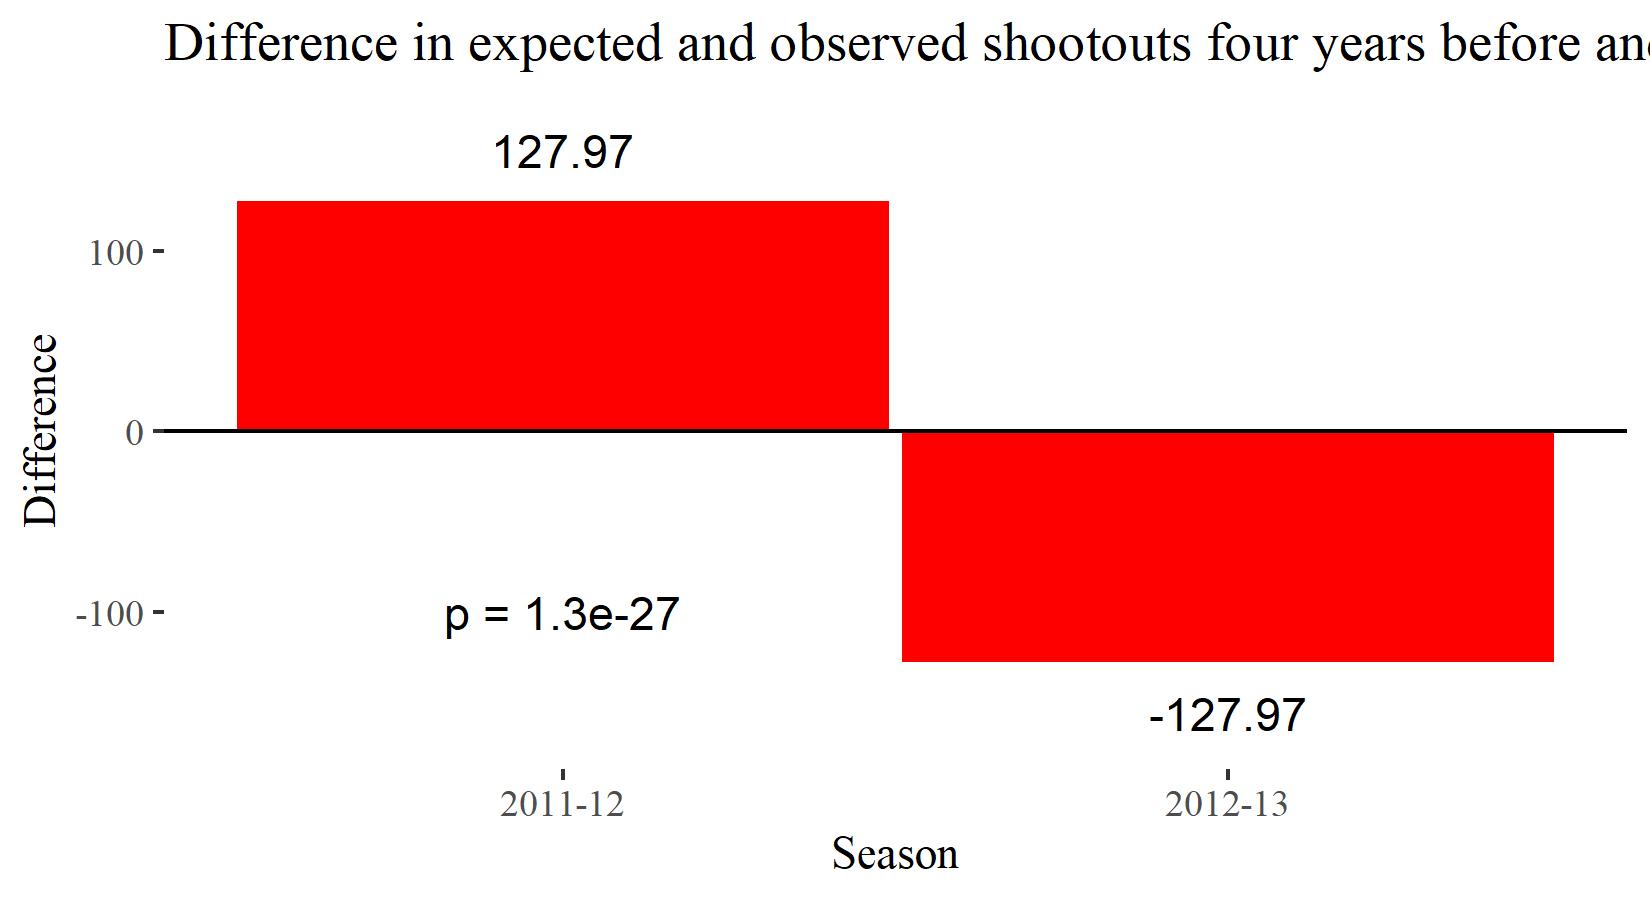 Difference in expected and observed shootouts four years before
127.97
100
0
-100
Difference
p = 1.3e-27
-127.97
2011-12
2012-13
Season